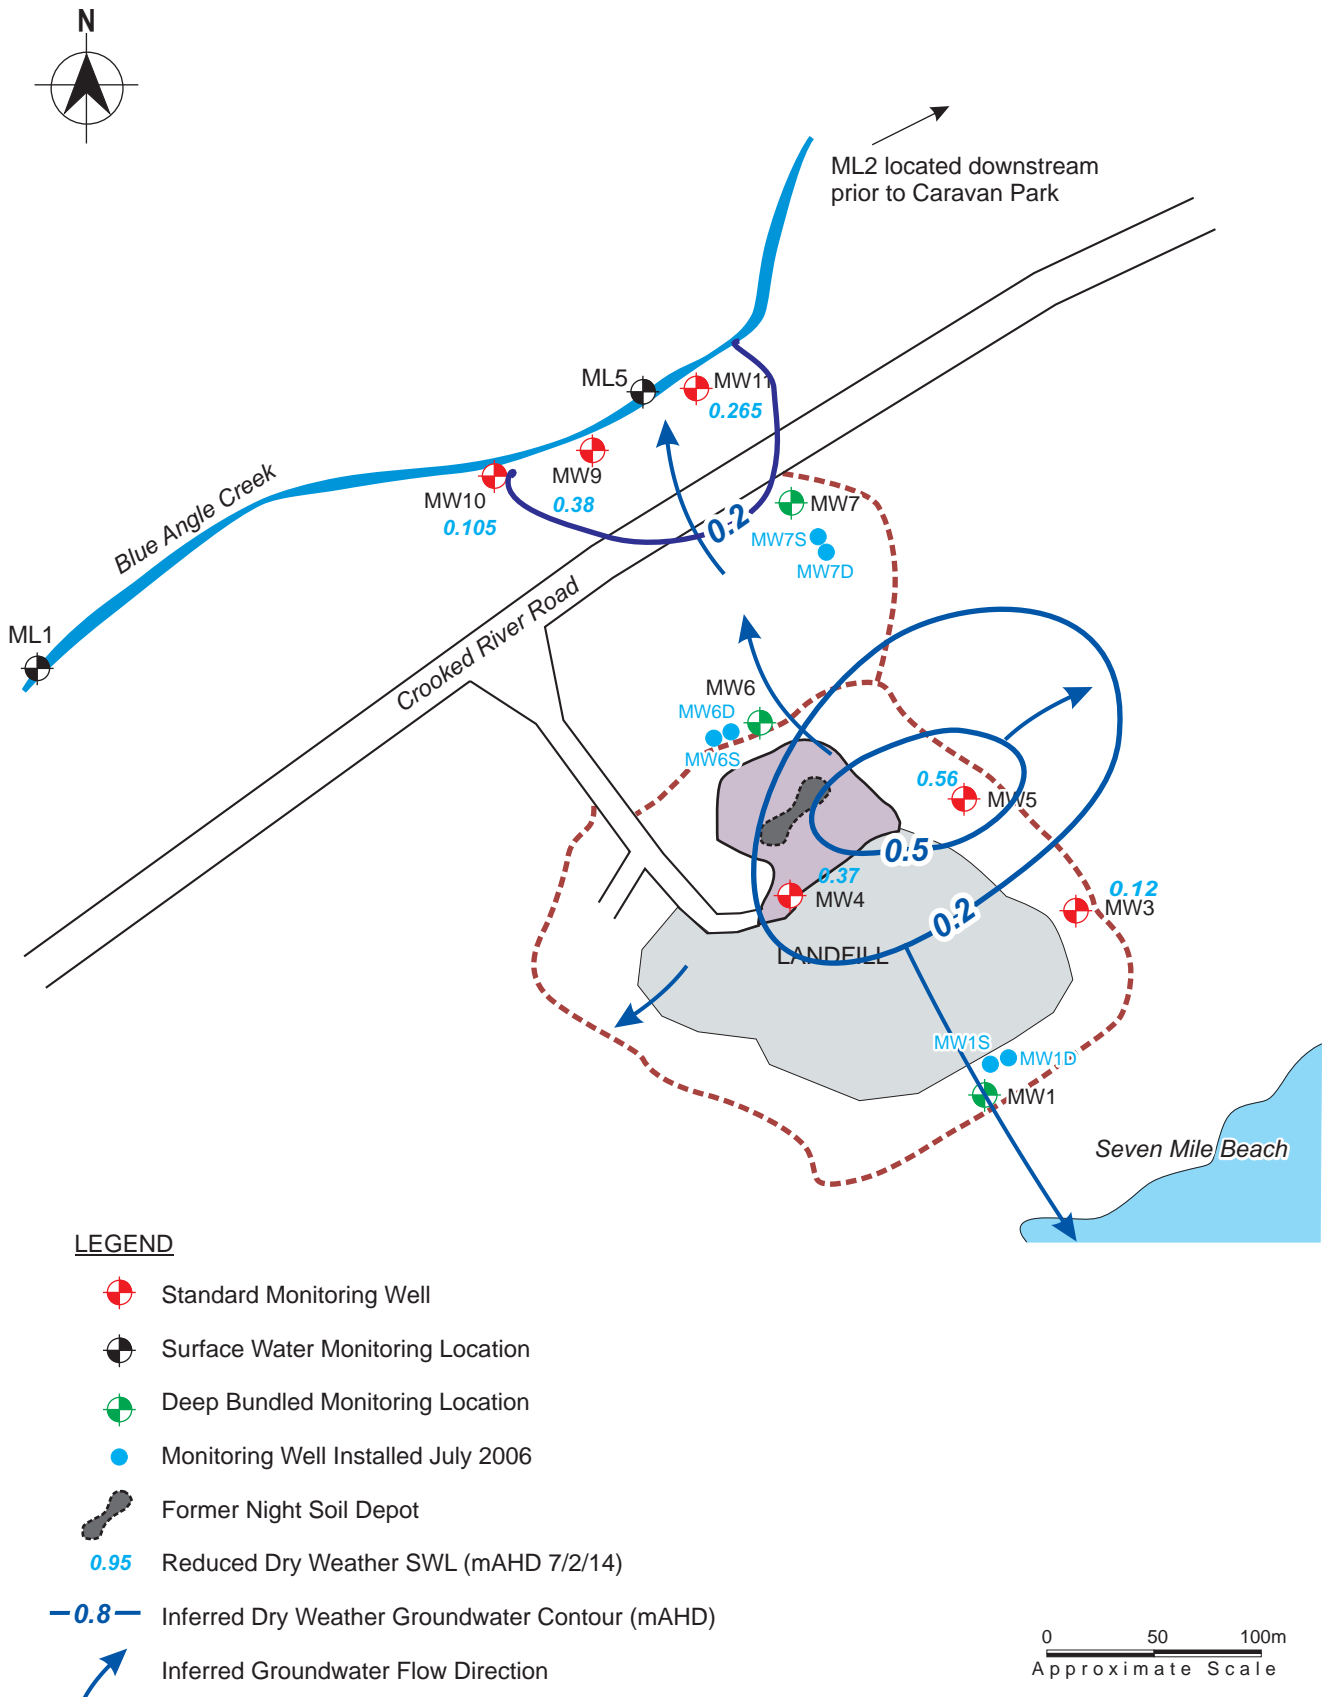 N
ML2 located downstream
prior to Caravan Park
ML5
MW11
0.265
MW9
0.38
MW10
0.105
Blue Angle Creek
MW7
0.2
MW7S
MW7D
ML1
Crooked River Road
MW6
MW6D
MW6S
0.56
MW5
0.5
0.37
MW4
0.12
MW3
0.2
LANDFILL
MW1S
MW1D
MW1
Seven Mile Beach
LEGEND
Standard Monitoring Well
Surface Water Monitoring Location
Deep Bundled Monitoring Location
Monitoring Well Installed July 2006
Former Night Soil Depot
0.95 Reduced Dry Weather SWL (mAHD 7/2/14)
0.8 Inferred Dry Weather Groundwater Contour (mAHD)
Inferred Groundwater Flow Direction
0 50 100m
Approximate Scale